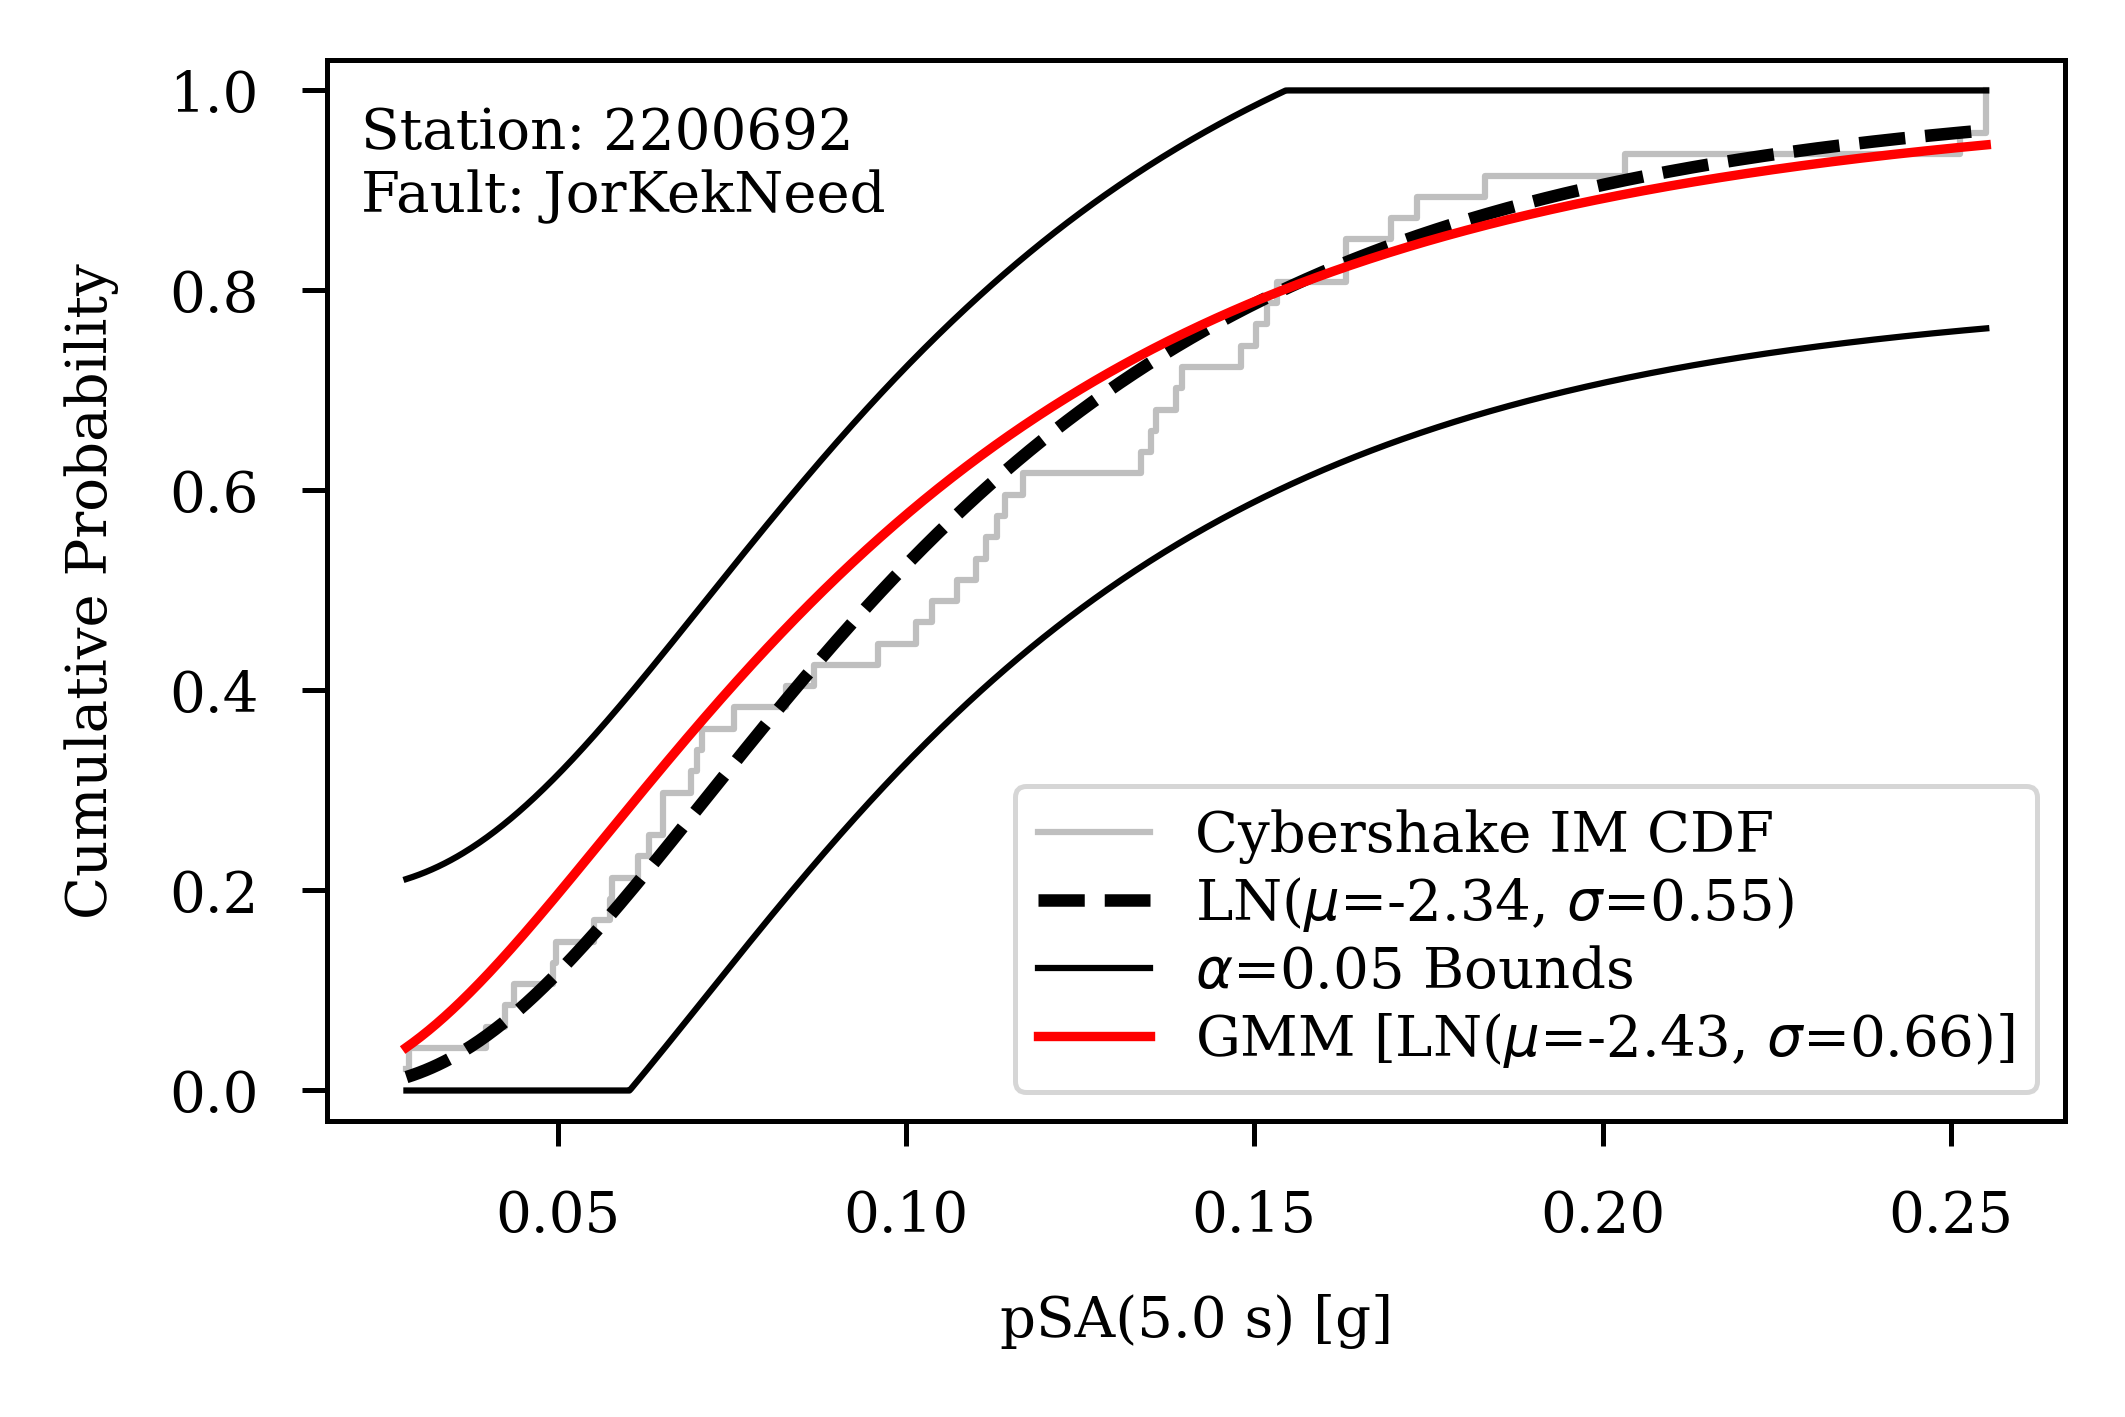 Station: 2200692
Fault: JorKekNeed
1.0
0.8
0.6
0.4
0.2
0.0
Cumulative Probability
Cybershake IM CDF
LN(μ=-2.34, σ=0.55)
α=0.05 Bounds
GMM [LN(μ=-2.43, σ=0.66)]
0.05 0.10 0.15 0.20 0.25
pSA(5.0 s) [g]